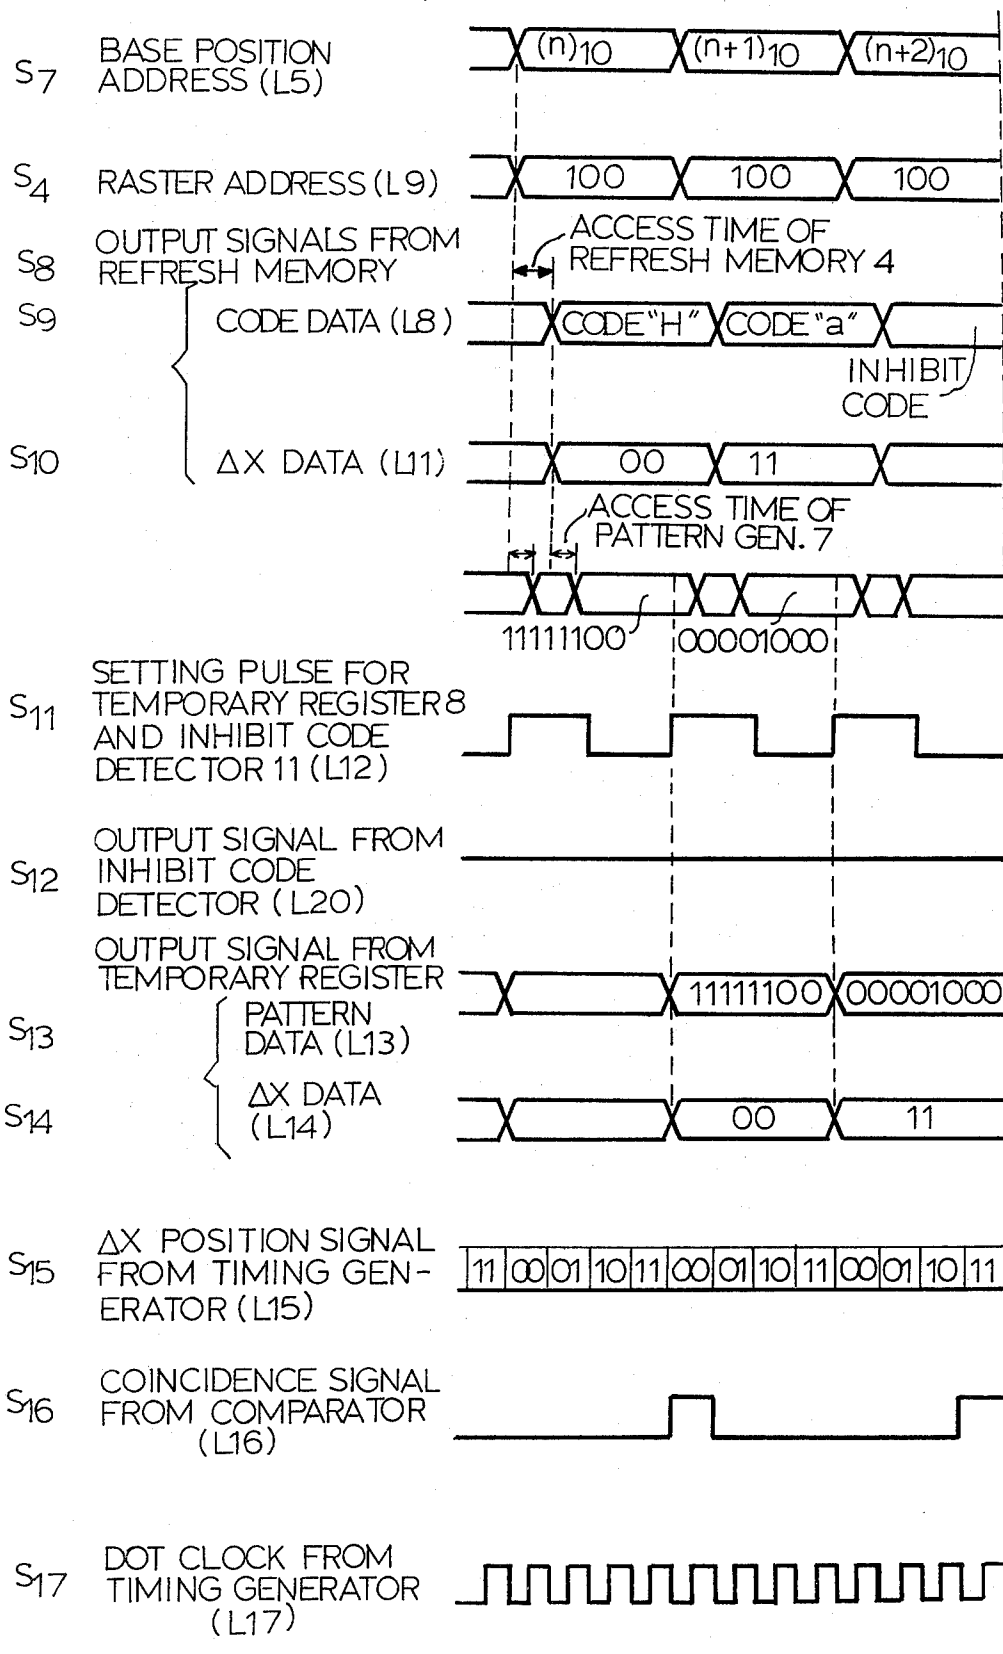 S7 BASE POSITION ADDRESS (L5) (n)10 (n+1)10 (n+2)10
S4 RASTER ADDRESS (L9) 100 100 100
S8 OUTPUT SIGNALS FROM REFRESH MEMORY
ACCESS TIME OF REFRESH MEMORY 4
S9 CODE DATA (L8) CODE "H" CODE "a"
INHIBIT CODE
S10 ΔX DATA (L11) 00 11
ACCESS TIME OF PATTERN GEN. 7
11111100 00001000
S11 SETTING PULSE FOR TEMPORARY REGISTER 8 AND INHIBIT CODE DETECTOR 11 (L12)
S12 OUTPUT SIGNAL FROM INHIBIT CODE DETECTOR (L20)
OUTPUT SIGNAL FROM TEMPORARY REGISTER
S13 PATTERN DATA (L13) 11111100 00001000
S14 ΔX DATA (L14) 00 11
S15 ΔX POSITION SIGNAL FROM TIMING GEN-
ERATOR (L15) 11 00 01 10 11 00 01 10 11 00 01 10 11
S16 COINCIDENCE SIGNAL FROM COMPARATOR (L16)
S17 DOT CLOCK FROM TIMING GENERATOR (L17)